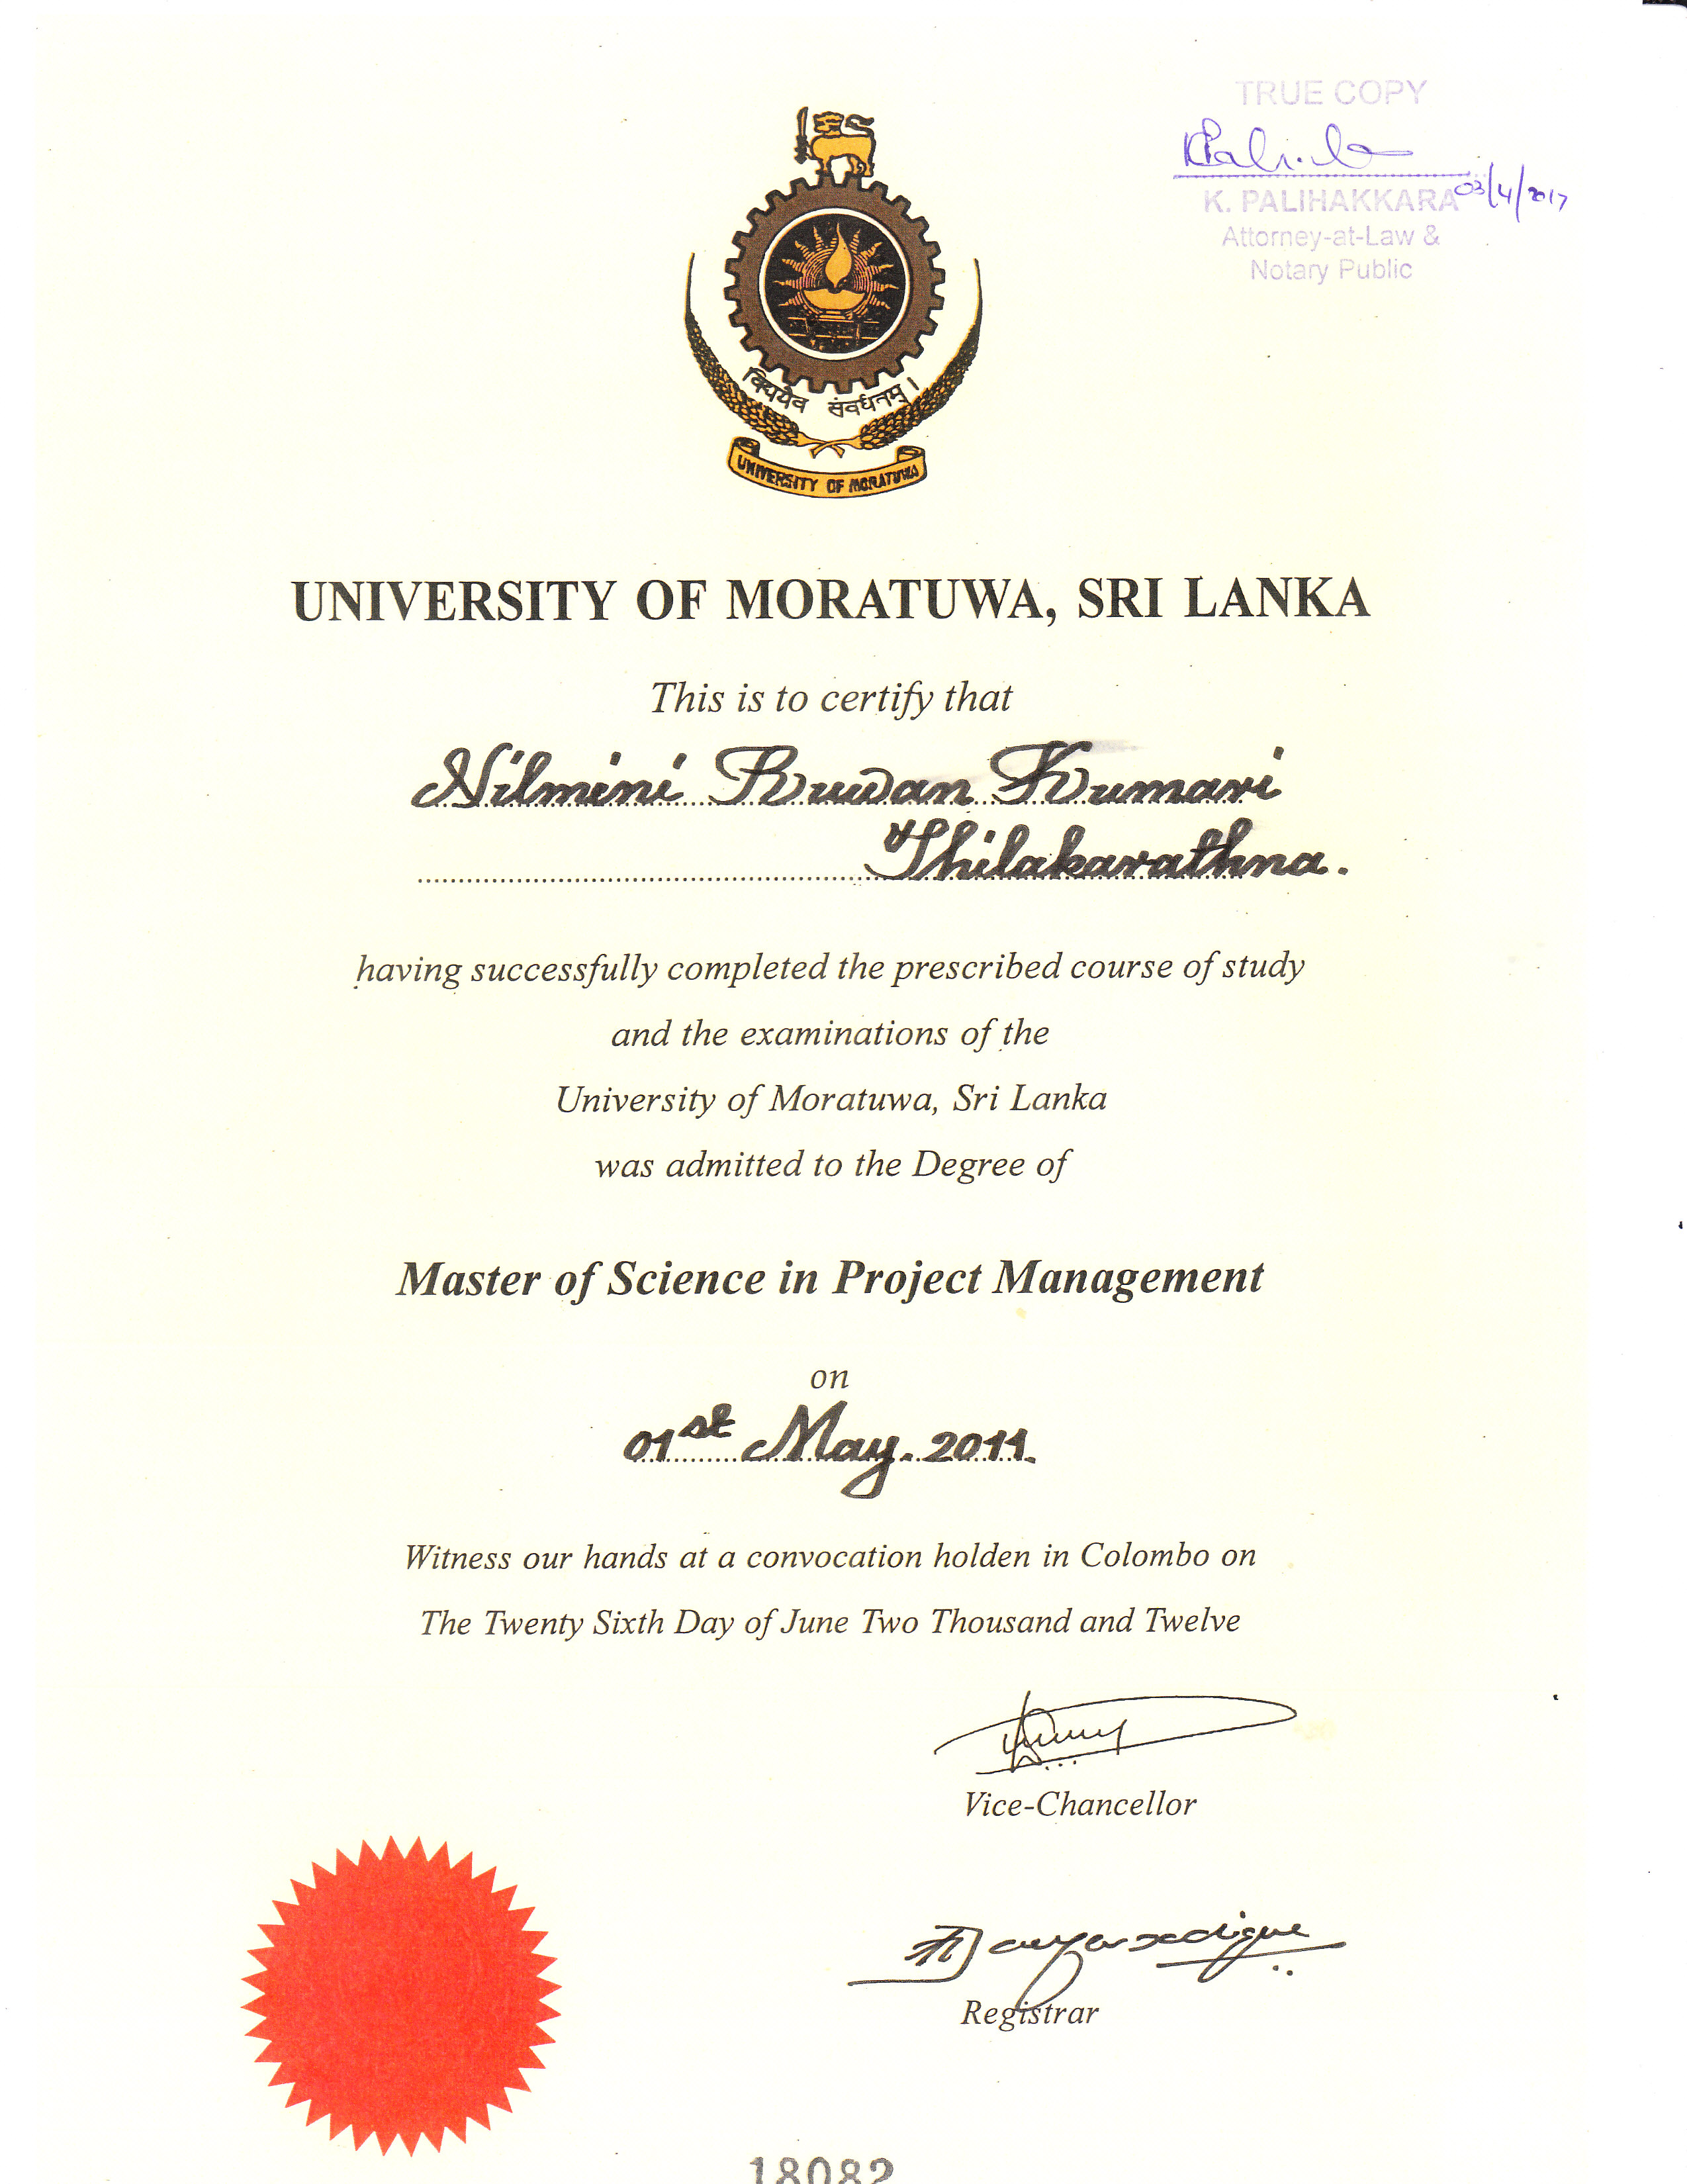 TRUE COPY
03/4/2017
K. PALIHAKKARA
Attorney-at-Law &
Notary Public
विद्ययैव संवर्धनम्।
UNIVERSITY OF MORATUWA
UNIVERSITY OF MORATUWA, SRI LANKA
This is to certify that
Nilmini Ruwan Kumari
Thilakarathna.
having successfully completed the prescribed course of study
and the examinations of the
University of Moratuwa, Sri Lanka
was admitted to the Degree of
Master of Science in Project Management
on
01st May. 2011.
Witness our hands at a convocation holden in Colombo on
The Twenty Sixth Day of June Two Thousand and Twelve
Vice-Chancellor
Registrar
18082